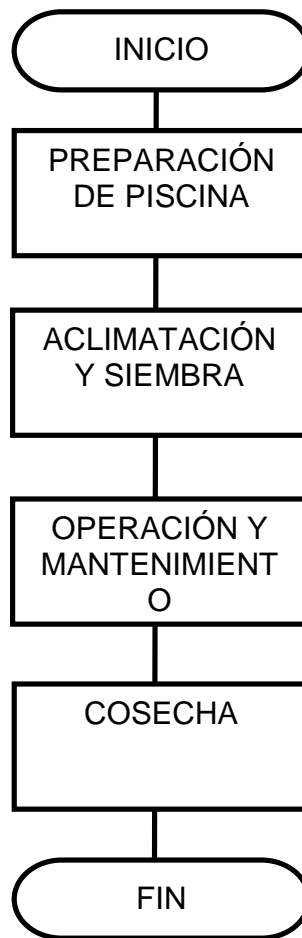 INICIO
PREPARACIÓN
DE PISCINA
ACLIMATACIÓN
Y SIEMBRA
OPERACIÓN Y
MANTENIMIENT
O
COSECHA
FIN